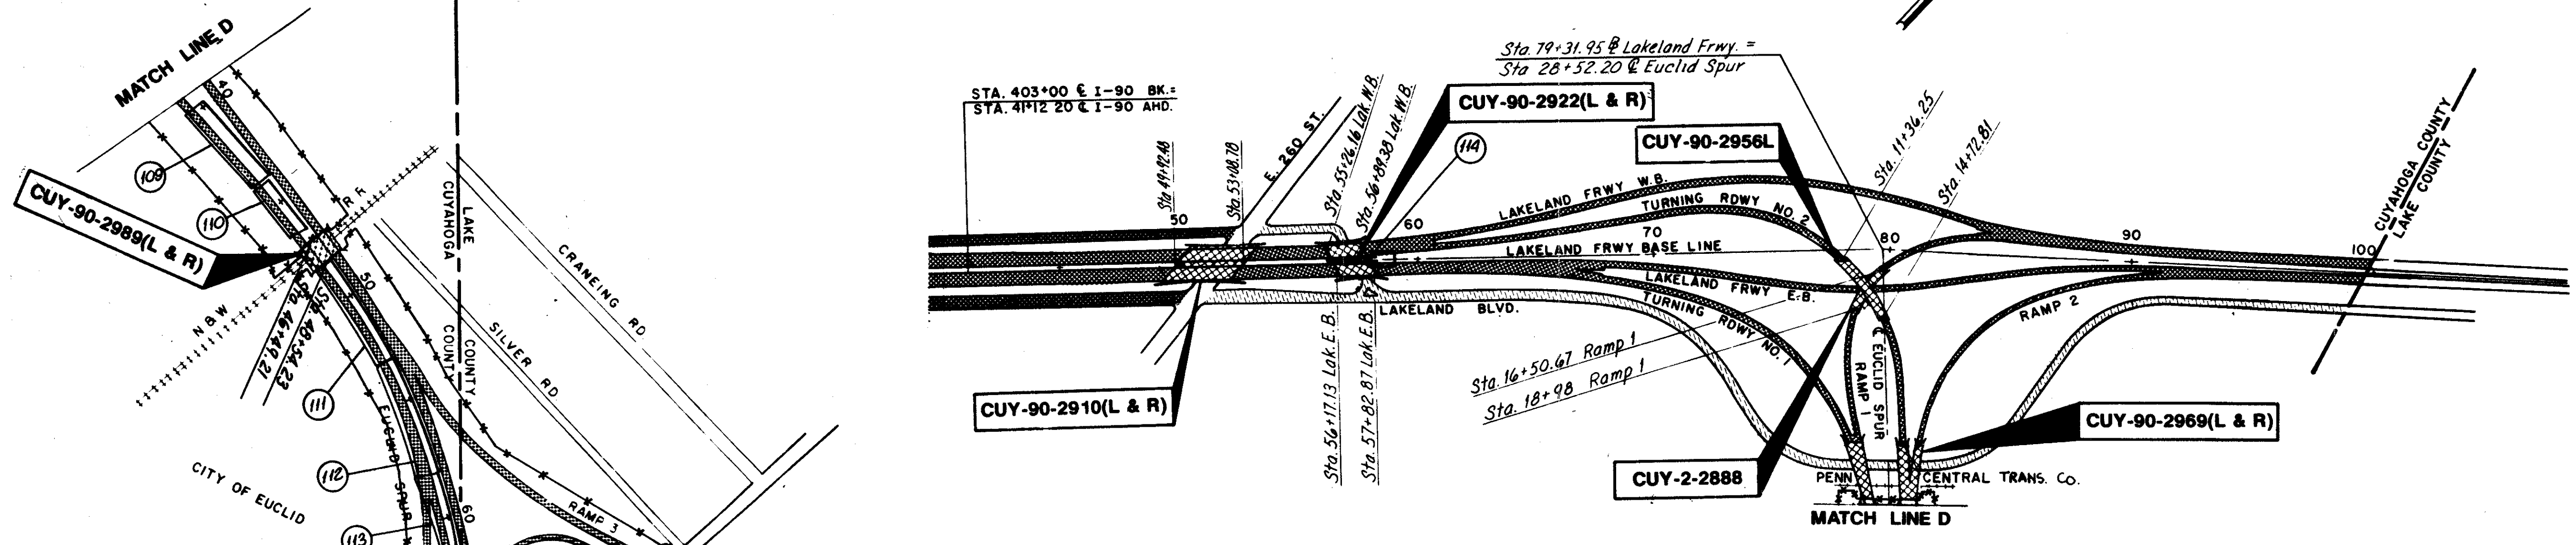 MATCH LINE D
40
109
110
CUY-90-2989(L & R)
R R
N & W
Sta. 46+49.21
Sta. 48+54.23
50
LAKE COUNTY
CUYAHOGA COUNTY
CRANEING RD
SILVER RD
111
EUCLID SPUR
112
CITY OF EUCLID
113
60
RAMP 3
STA. 403+00 ℄ I-90 BK.=
STA. 41+12 20 ℄ I-90 AHD.
50
Sta. 53+08.78
E. 260 ST.
Sta. 55+26.16 Lak. W.B.
Sta. 56+89.38 Lak. W.B.
CUY-90-2922(L & R)
114
60
Sta. 79+31.95 Lakeland Frwy. =
Sta 28+52.20 ℄ Euclid Spur
CUY-90-2956L
Sta. 11+36.25
Sta. 14+72.81
LAKELAND FRWY W.B.
TURNING RDWY NO. 2
LAKELAND FRWY BASE LINE
70
80
90
100
CUYAHOGA COUNTY
LAKE COUNTY
LAKELAND FRWY E.B.
TURNING RDWY NO. 1
LAKELAND BLVD.
RAMP 2
Sta. 16+50.67 Ramp 1
Sta. 18+98 Ramp 1
℄ EUCLID SPUR
RAMP 1
CUY-90-2910(L & R)
Sta. 56+17.13 Lak. E.B.
Sta. 57+82.87 Lak. E.B.
CUY-90-2969(L & R)
CUY-2-2888
PENN CENTRAL TRANS. CO.
MATCH LINE D